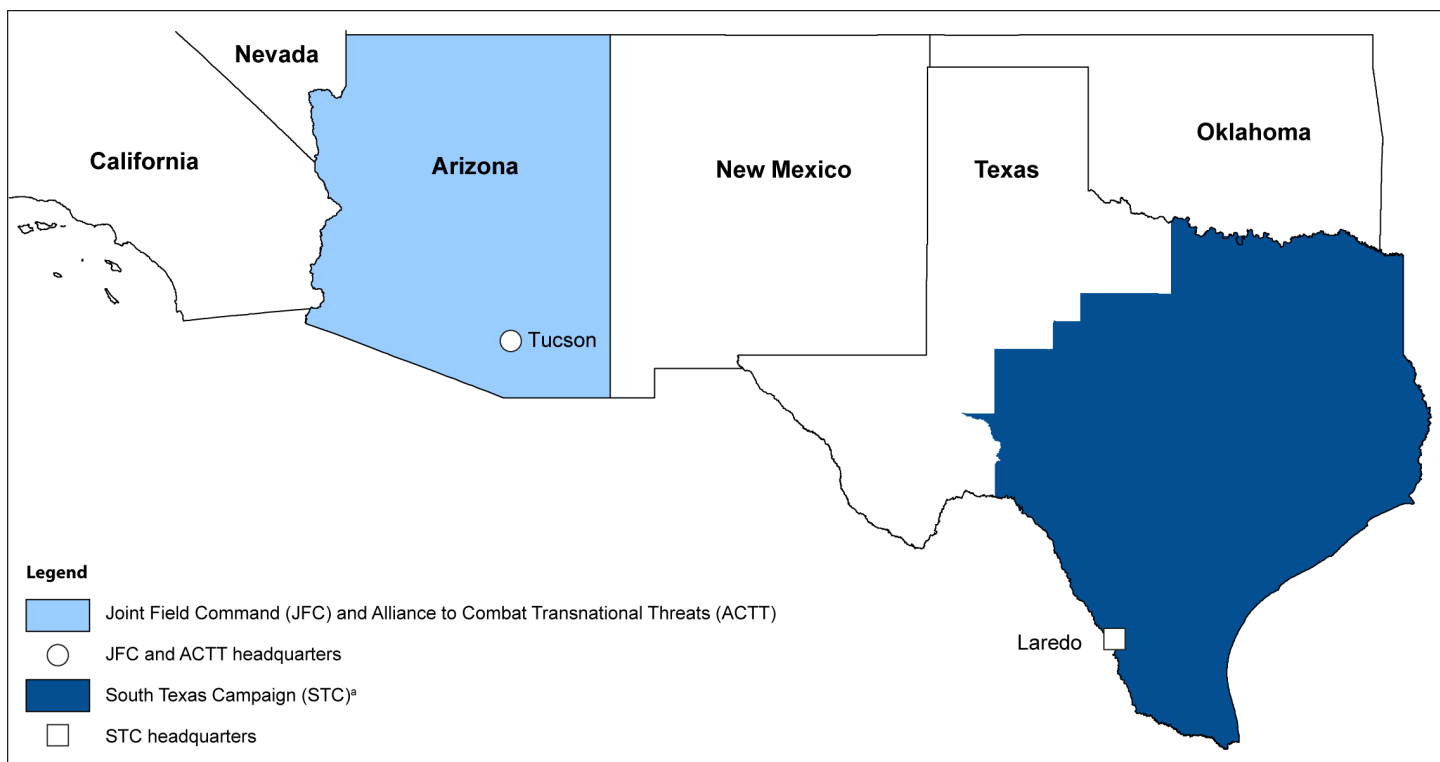 Nevada
California
Arizona
New Mexico
Texas
Oklahoma
Tucson
Laredo
Legend
Joint Field Command (JFC) and Alliance to Combat Transnational Threats (ACTT)
JFC and ACTT headquarters
South Texas Campaign (STC)ᵃ
STC headquarters